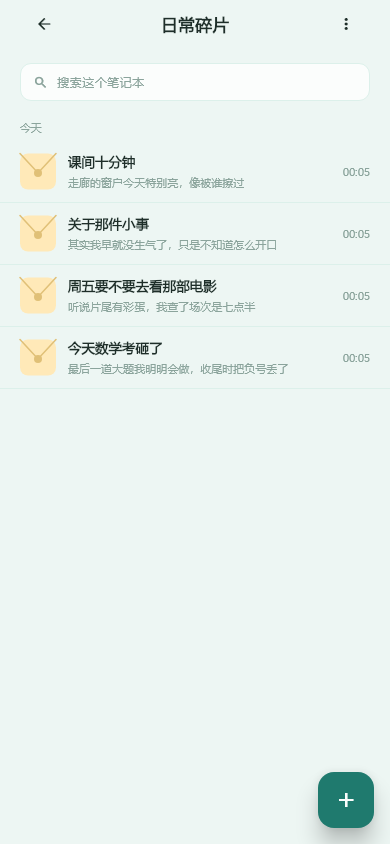 日常碎片
搜索这个笔记本
今天
课间十分钟
走廊的窗户今天特别亮，像被谁擦过
00:05
关于那件小事
其实我早就没生气了，只是不知道怎么开口
00:05
周五要不要去看那部电影
听说片尾有彩蛋，我查了场次是七点半
00:05
今天数学考砸了
最后一道大题我明明会做，收尾时把负号丢了
00:05